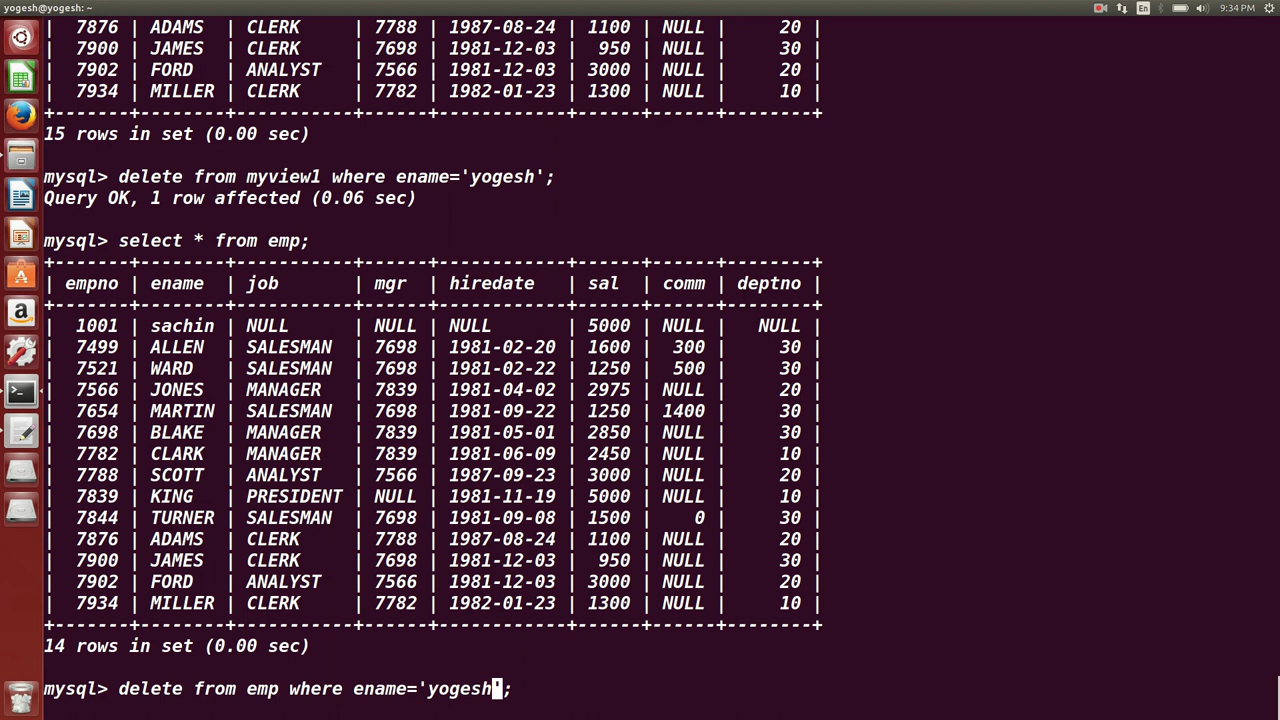 yogesh@yogesh: ~ En 9:34 PM
| 7876 | ADAMS | CLERK | 7788 | 1987-08-24 | 1100 | NULL | 20 |
| 7900 | JAMES | CLERK | 7698 | 1981-12-03 | 950 | NULL | 30 |
| 7902 | FORD | ANALYST | 7566 | 1981-12-03 | 3000 | NULL | 20 |
| 7934 | MILLER | CLERK | 7782 | 1982-01-23 | 1300 | NULL | 10 |
+-------+--------+-----------+------+------------+------+------+--------+
15 rows in set (0.00 sec)
mysql> delete from myview1 where ename='yogesh';
Query OK, 1 row affected (0.06 sec)
mysql> select * from emp;
+-------+--------+-----------+------+------------+------+------+--------+
| empno | ename | job | mgr | hiredate | sal | comm | deptno |
+-------+--------+-----------+------+------------+------+------+--------+
| 1001 | sachin | NULL | NULL | NULL | 5000 | NULL | NULL |
| 7499 | ALLEN | SALESMAN | 7698 | 1981-02-20 | 1600 | 300 | 30 |
| 7521 | WARD | SALESMAN | 7698 | 1981-02-22 | 1250 | 500 | 30 |
| 7566 | JONES | MANAGER | 7839 | 1981-04-02 | 2975 | NULL | 20 |
| 7654 | MARTIN | SALESMAN | 7698 | 1981-09-22 | 1250 | 1400 | 30 |
| 7698 | BLAKE | MANAGER | 7839 | 1981-05-01 | 2850 | NULL | 30 |
| 7782 | CLARK | MANAGER | 7839 | 1981-06-09 | 2450 | NULL | 10 |
| 7788 | SCOTT | ANALYST | 7566 | 1987-09-23 | 3000 | NULL | 20 |
| 7839 | KING | PRESIDENT | NULL | 1981-11-19 | 5000 | NULL | 10 |
| 7844 | TURNER | SALESMAN | 7698 | 1981-09-08 | 1500 | 0 | 30 |
| 7876 | ADAMS | CLERK | 7788 | 1987-08-24 | 1100 | NULL | 20 |
| 7900 | JAMES | CLERK | 7698 | 1981-12-03 | 950 | NULL | 30 |
| 7902 | FORD | ANALYST | 7566 | 1981-12-03 | 3000 | NULL | 20 |
| 7934 | MILLER | CLERK | 7782 | 1982-01-23 | 1300 | NULL | 10 |
+-------+--------+-----------+------+------------+------+------+--------+
14 rows in set (0.00 sec)
mysql> delete from emp where ename='yogesh';